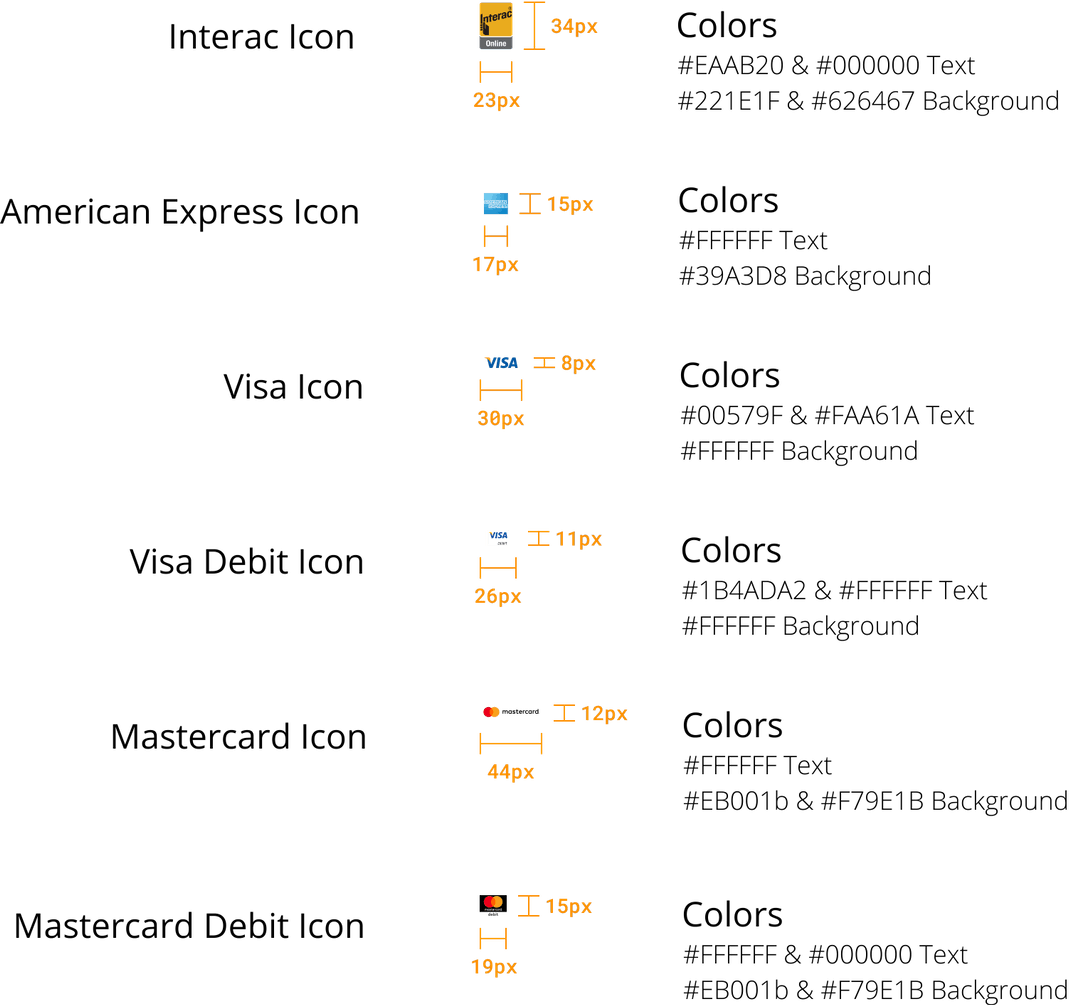 Interac Icon
Interac
Online
34px
23px
Colors
#EAAB20 & #000000 Text
#221E1F & #626467 Background
American Express Icon
AMERICAN
EXPRESS
15px
17px
Colors
#FFFFFF Text
#39A3D8 Background
Visa Icon
VISA
8px
30px
Colors
#00579F & #FAA61A Text
#FFFFFF Background
Visa Debit Icon
VISA
DEBIT
11px
26px
Colors
#1B4ADA2 & #FFFFFF Text
#FFFFFF Background
Mastercard Icon
mastercard
12px
44px
Colors
#FFFFFF Text
#EB001b & #F79E1B Background
Mastercard Debit Icon
mastercard
debit
15px
19px
Colors
#FFFFFF & #000000 Text
#EB001b & #F79E1B Background